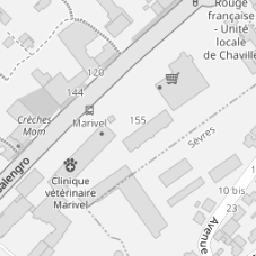 Rouge
française
- Unité
locale
de Chaville
120
144
Crèches
Mom
Marivel
155
Sèvres
Clinique
vétérinaire
Marivel
10 bis
23
Avenue